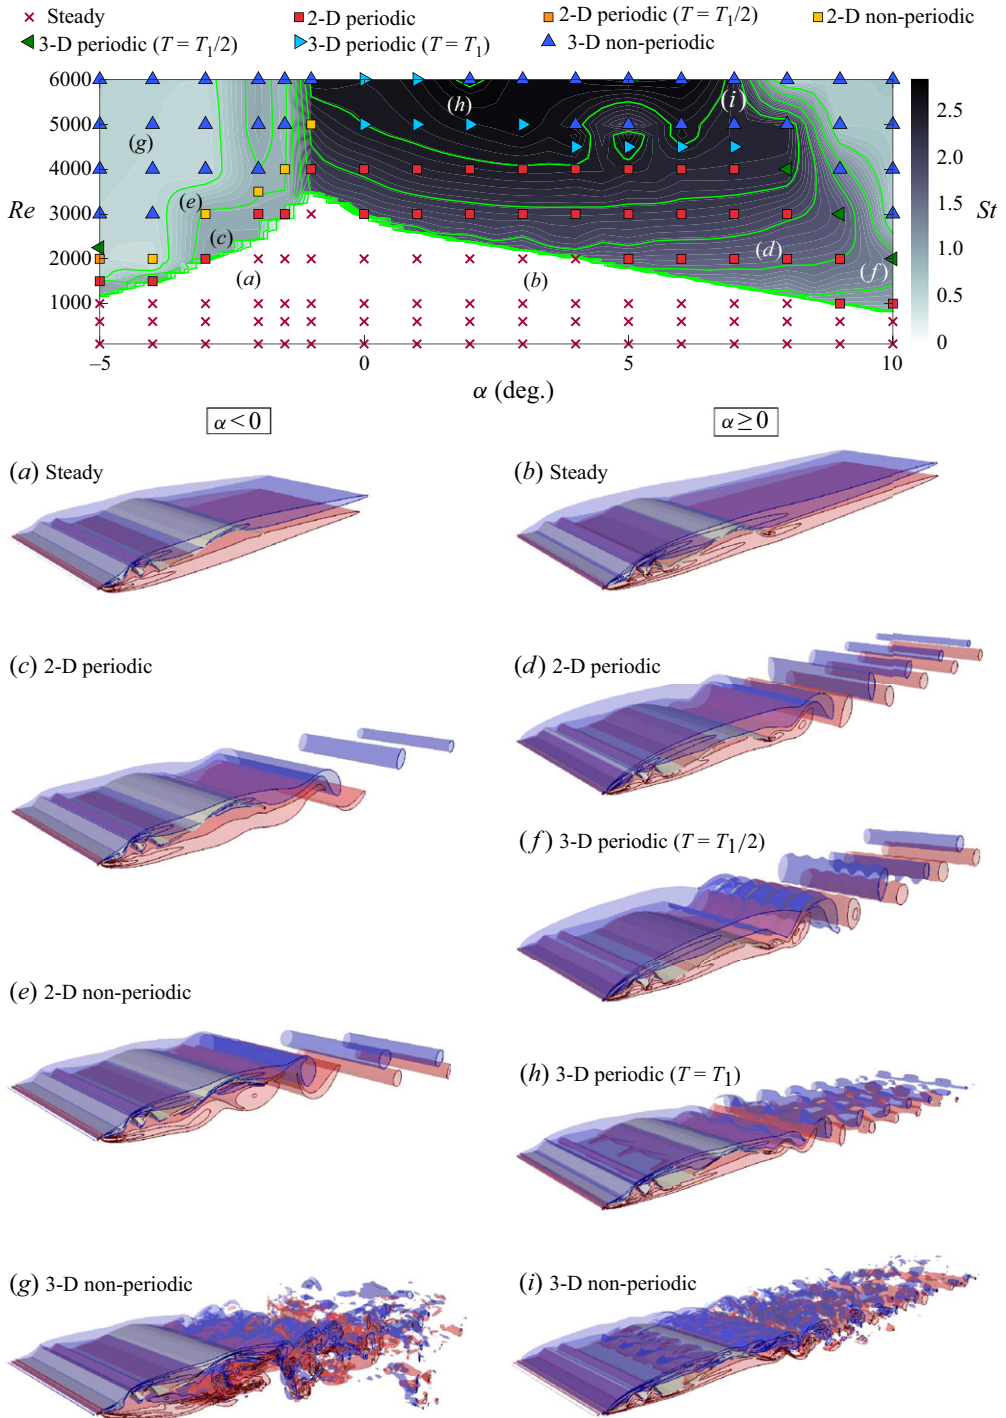 Steady
2-D periodic
2-D periodic (T = T1/2)
2-D non-periodic
3-D periodic (T = T1/2)
3-D periodic (T = T1)
3-D non-periodic
6000
5000
4000
3000
2000
1000
Re
(g)
(e)
(c)
(a)
(h)
(b)
(i)
(d)
(f)
2.5
2.0
1.5
1.0
0.5
0
St
−5
0
5
10
α (deg.)
α < 0
α ≥ 0
(a) Steady
(b) Steady
(c) 2-D periodic
(d) 2-D periodic
(f) 3-D periodic (T = T1/2)
(e) 2-D non-periodic
(h) 3-D periodic (T = T1)
(g) 3-D non-periodic
(i) 3-D non-periodic